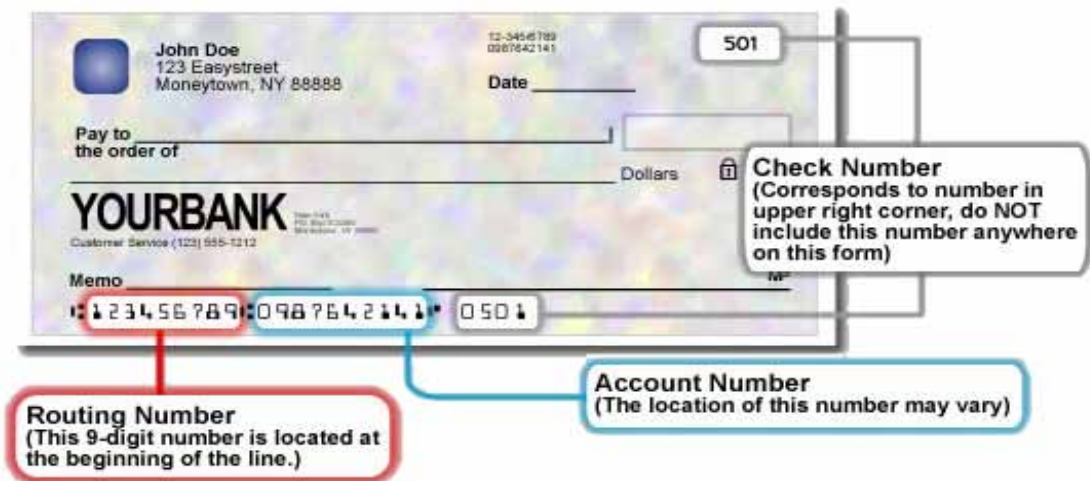 John Doe
123 Easystreet
Moneytown, NY 88888
0987642141
501
Date
Pay to
the order of
Dollars
YOURBANK
Customer Service (123) 555-1212
Memo
MP
123456789 0987642141 0501
Check Number
(Corresponds to number in
upper right corner, do NOT
include this number anywhere
on this form)
Account Number
(The location of this number may vary)
Routing Number
(This 9-digit number is located at
the beginning of the line.)